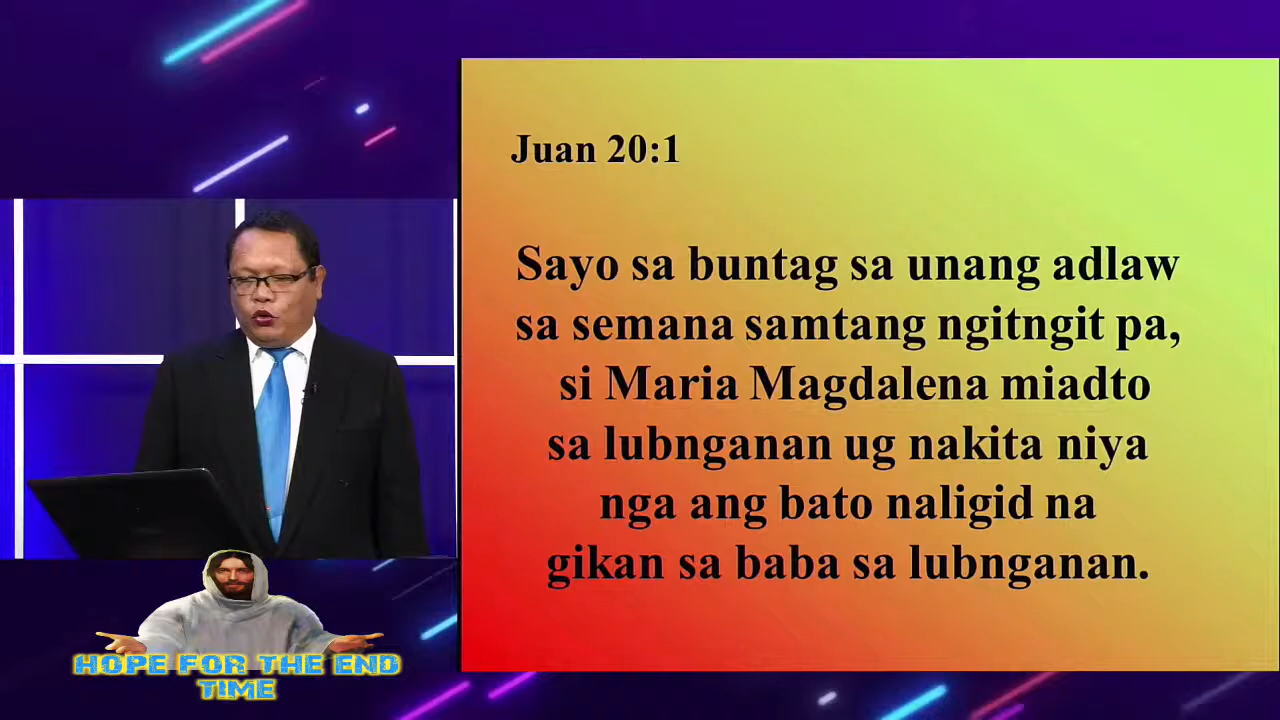 Juan 20:1
Sayo sa buntag sa unang adlaw
sa semana samtang ngitngit pa,
si Maria Magdalena miadto
sa lubnganan ug nakita niya
nga ang bato naligid na
gikan sa baba sa lubnganan.
HOPE FOR THE END
TIME